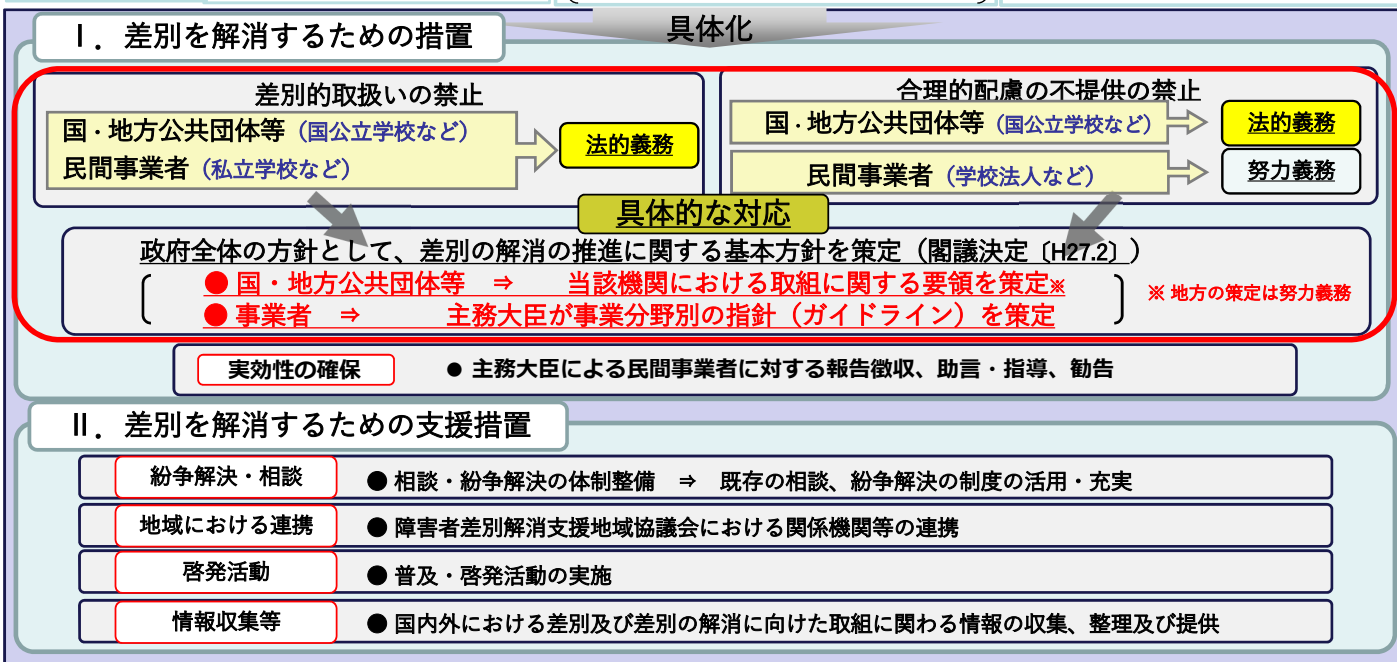 具体化
Ⅰ．差別を解消するための措置
差別的取扱いの禁止
国・地方公共団体等（国公立学校など）
民間事業者（私立学校など）
法的義務
合理的配慮の不提供の禁止
国・地方公共団体等（国公立学校など）
法的義務
民間事業者（学校法人など）
努力義務
具体的な対応
政府全体の方針として、差別の解消の推進に関する基本方針を策定（閣議決定〔H27.2〕）
● 国・地方公共団体等 ⇒ 当該機関における取組に関する要領を策定※
● 事業者 ⇒ 主務大臣が事業分野別の指針（ガイドライン）を策定
※ 地方の策定は努力義務
実効性の確保
● 主務大臣による民間事業者に対する報告徴収、助言・指導、勧告
Ⅱ．差別を解消するための支援措置
紛争解決・相談
● 相談・紛争解決の体制整備 ⇒ 既存の相談、紛争解決の制度の活用・充実
地域における連携
● 障害者差別解消支援地域協議会における関係機関等の連携
啓発活動
● 普及・啓発活動の実施
情報収集等
● 国内外における差別及び差別の解消に向けた取組に関わる情報の収集、整理及び提供